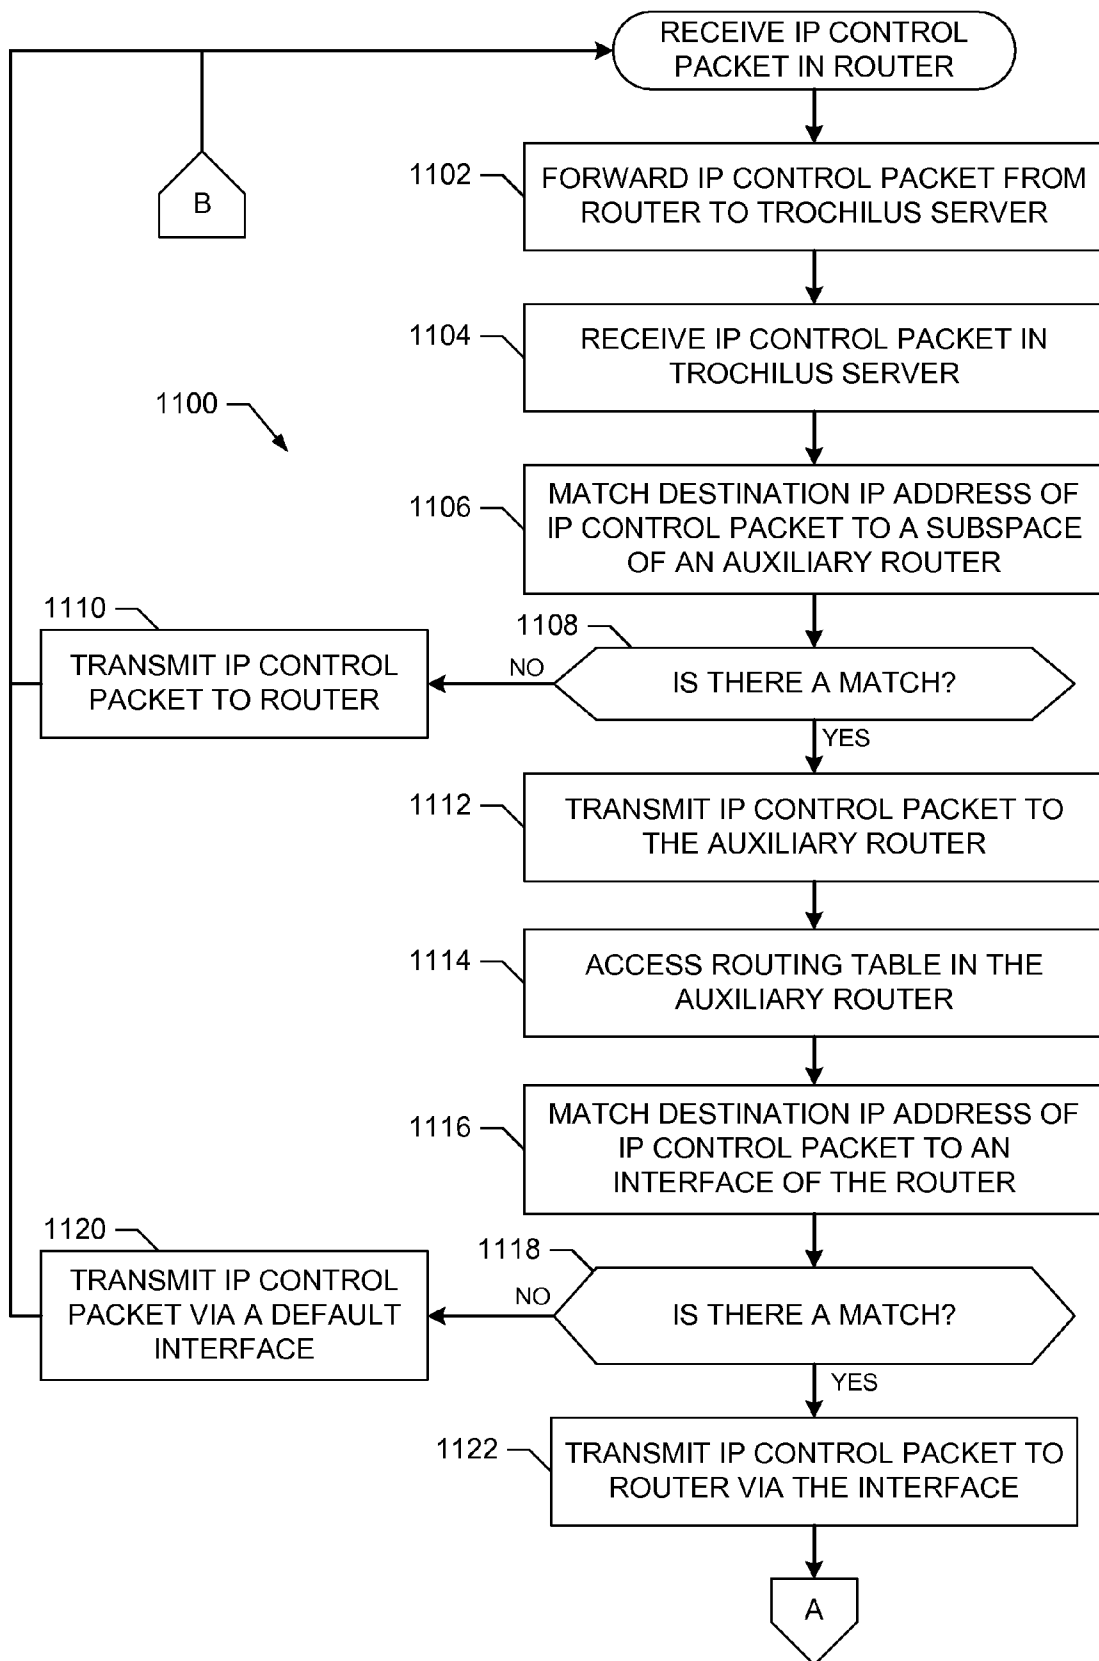 RECEIVE IP CONTROL
PACKET IN ROUTER
B
1102
FORWARD IP CONTROL PACKET FROM
ROUTER TO TROCHILUS SERVER
1104
RECEIVE IP CONTROL PACKET IN
TROCHILUS SERVER
1100
1106
MATCH DESTINATION IP ADDRESS OF
IP CONTROL PACKET TO A SUBSPACE
OF AN AUXILIARY ROUTER
1110
TRANSMIT IP CONTROL
PACKET TO ROUTER
NO
1108
IS THERE A MATCH?
YES
1112
TRANSMIT IP CONTROL PACKET TO
THE AUXILIARY ROUTER
1114
ACCESS ROUTING TABLE IN THE
AUXILIARY ROUTER
1116
MATCH DESTINATION IP ADDRESS OF
IP CONTROL PACKET TO AN
INTERFACE OF THE ROUTER
1120
TRANSMIT IP CONTROL
PACKET VIA A DEFAULT
INTERFACE
NO
1118
IS THERE A MATCH?
YES
1122
TRANSMIT IP CONTROL PACKET TO
ROUTER VIA THE INTERFACE
A